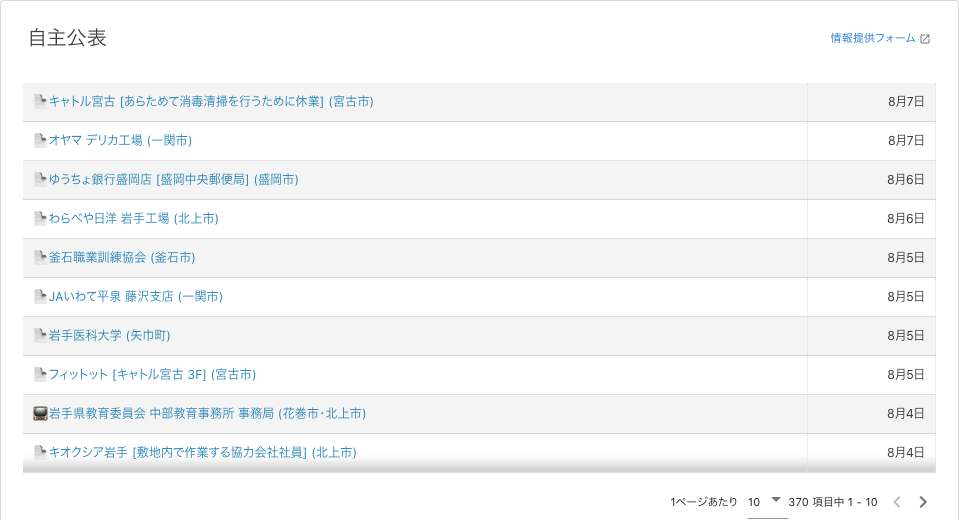 自主公表
情報提供フォーム
キャトル宮古 [あらためて消毒清掃を行うために休業] (宮古市) 8月7日
オヤマ デリカ工場 (一関市) 8月7日
ゆうちょ銀行盛岡店 [盛岡中央郵便局] (盛岡市) 8月6日
わらべや日洋 岩手工場 (北上市) 8月6日
釜石職業訓練協会 (釜石市) 8月5日
JAいわて平泉 藤沢支店 (一関市) 8月5日
岩手医科大学 (矢巾町) 8月5日
フィットット [キャトル宮古 3F] (宮古市) 8月5日
岩手県教育委員会 中部教育事務所 事務局 (花巻市・北上市) 8月4日
キオクシア岩手 [敷地内で作業する協力会社社員] (北上市) 8月4日
1ページあたり 10 370 項目中 1 - 10